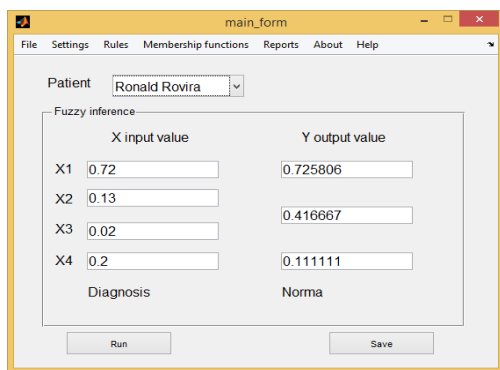 main_form
File Settings Rules Membership functions Reports About Help
Patient Ronald Rovira
Fuzzy inference
X input value Y output value
X1 0.72 0.725806
X2 0.13
0.416667
X3 0.02
X4 0.2 0.111111
Diagnosis Norma
Run Save